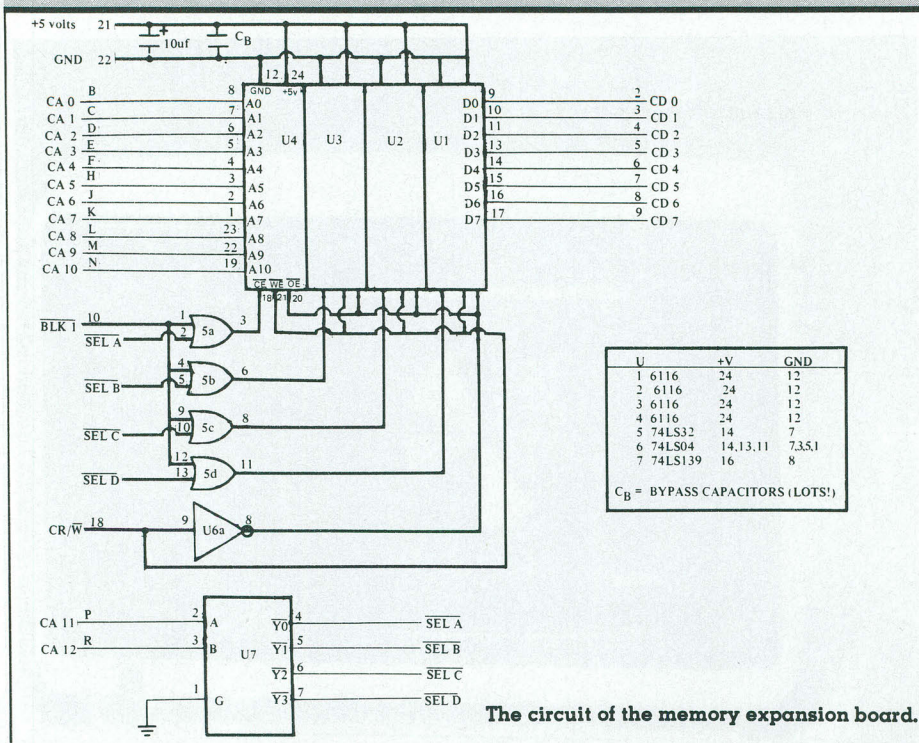 +5 volts 21
+
10uf
CB
GND 22
12 24
GND +5v
CA 0 B 8 A0
CA 1 C 7 A1
CA 2 D 6 A2
CA 3 E 5 A3
CA 4 F 4 A4
CA 5 H 3 A5
CA 6 J 2 A6
CA 7 K 1 A7
CA 8 L 23 A8
CA 9 M 22 A9
CA 10 N 19 A10
U4 U3 U2 U1
D0 9 2 CD 0
D1 10 3 CD 1
D2 11 4 CD 2
D3 13 5 CD 3
D4 14 6 CD 4
D5 15 7 CD 5
D6 16 8 CD 6
D7 17 9 CD 7
CE WE OE
18 21 20
BLK 1 10
SEL A
1
2
5a
3
SEL B
4
5
5b
6
SEL C
9
10
5c
8
SEL D
12
13
5d
11
CR/W 18
9 U6a 8
CA 11 P 2 A
CA 12 R 3 B
1 G
U7
Y0 4 SEL A
Y1 5 SEL B
Y2 6 SEL C
Y3 7 SEL D
U +V GND
1 6116 24 12
2 6116 24 12
3 6116 24 12
4 6116 24 12
5 74LS32 14 7
6 74LS04 14,13,11 7,3,5,1
7 74LS139 16 8
CB = BYPASS CAPACITORS (LOTS!)
The circuit of the memory expansion board.